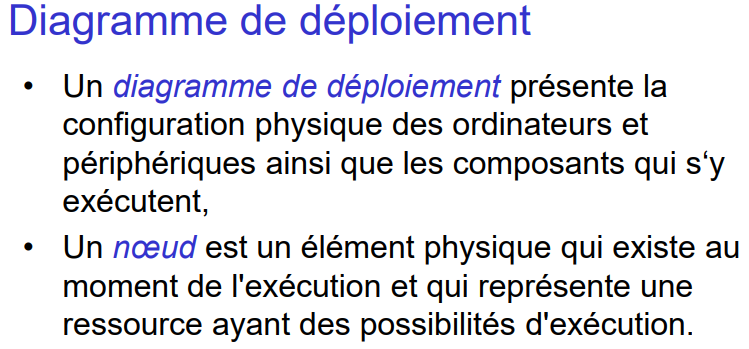 Diagramme de déploiement
• Un diagramme de déploiement présente la
configuration physique des ordinateurs et
périphériques ainsi que les composants qui s‘y
exécutent,
• Un nœud est un élément physique qui existe au
moment de l'exécution et qui représente une
ressource ayant des possibilités d'exécution.